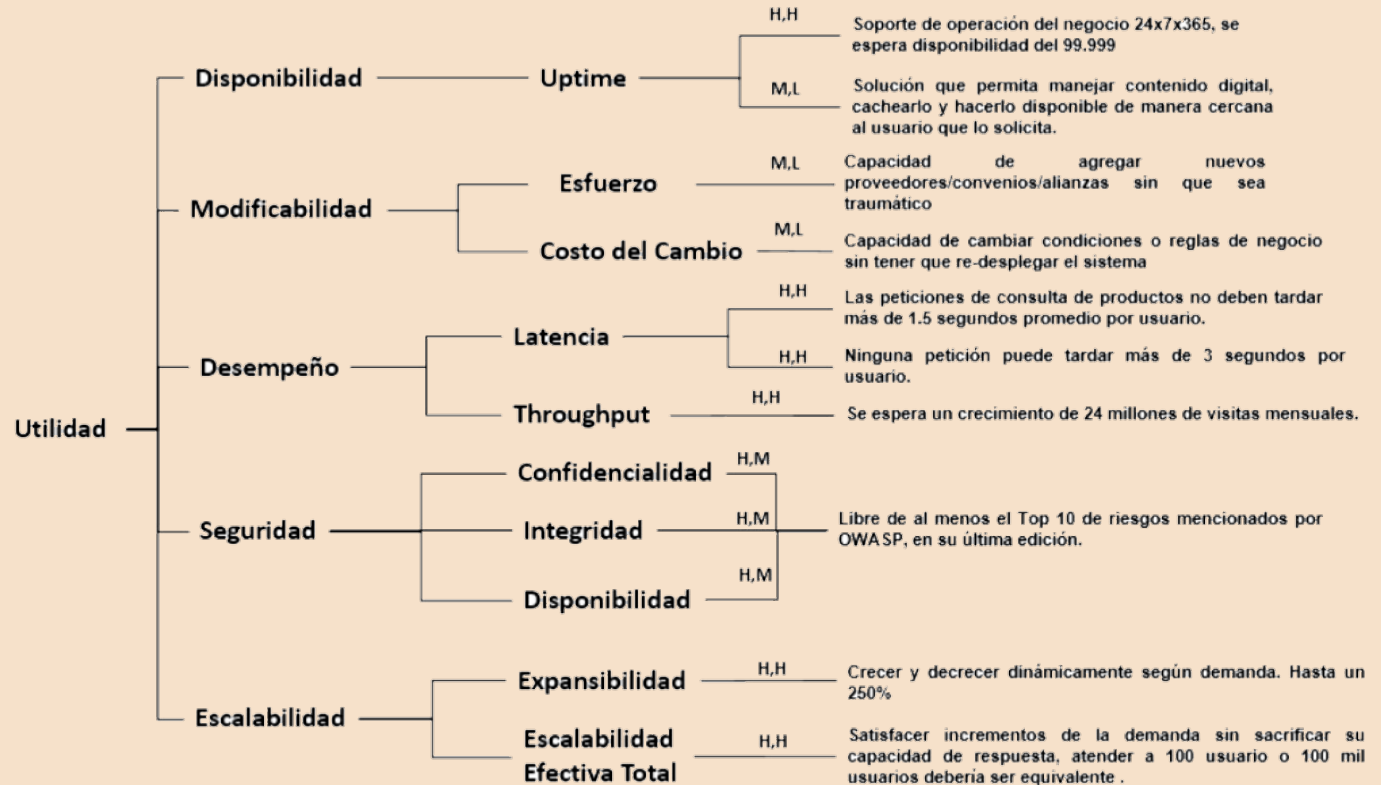 H,H
Soporte de operación del negocio 24x7x365, se
espera disponibilidad del 99.999
Disponibilidad
Uptime
M,L
Solución que permita manejar contenido digital,
cachearlo y hacerlo disponible de manera cercana
al usuario que lo solicita.
Modificabilidad
Esfuerzo
M,L
Capacidad de agregar nuevos
proveedores/convenios/alianzas sin que sea
traumático
Costo del Cambio
M,L
Capacidad de cambiar condiciones o reglas de negocio
sin tener que re-desplegar el sistema
Desempeño
Latencia
H,H
Las peticiones de consulta de productos no deben tardar
más de 1.5 segundos promedio por usuario.
H,H
Ninguna petición puede tardar más de 3 segundos por
usuario.
Throughput
H,H
Se espera un crecimiento de 24 millones de visitas mensuales.
Utilidad
Seguridad
Confidencialidad
H,M
Integridad
H,M
Disponibilidad
H,M
Libre de al menos el Top 10 de riesgos mencionados por
OWASP, en su última edición.
Escalabilidad
Expansibilidad
H,H
Crecer y decrecer dinámicamente según demanda. Hasta un
250%
Escalabilidad
Efectiva Total
H,H
Satisfacer incrementos de la demanda sin sacrificar su
capacidad de respuesta, atender a 100 usuario o 100 mil
usuarios debería ser equivalente .